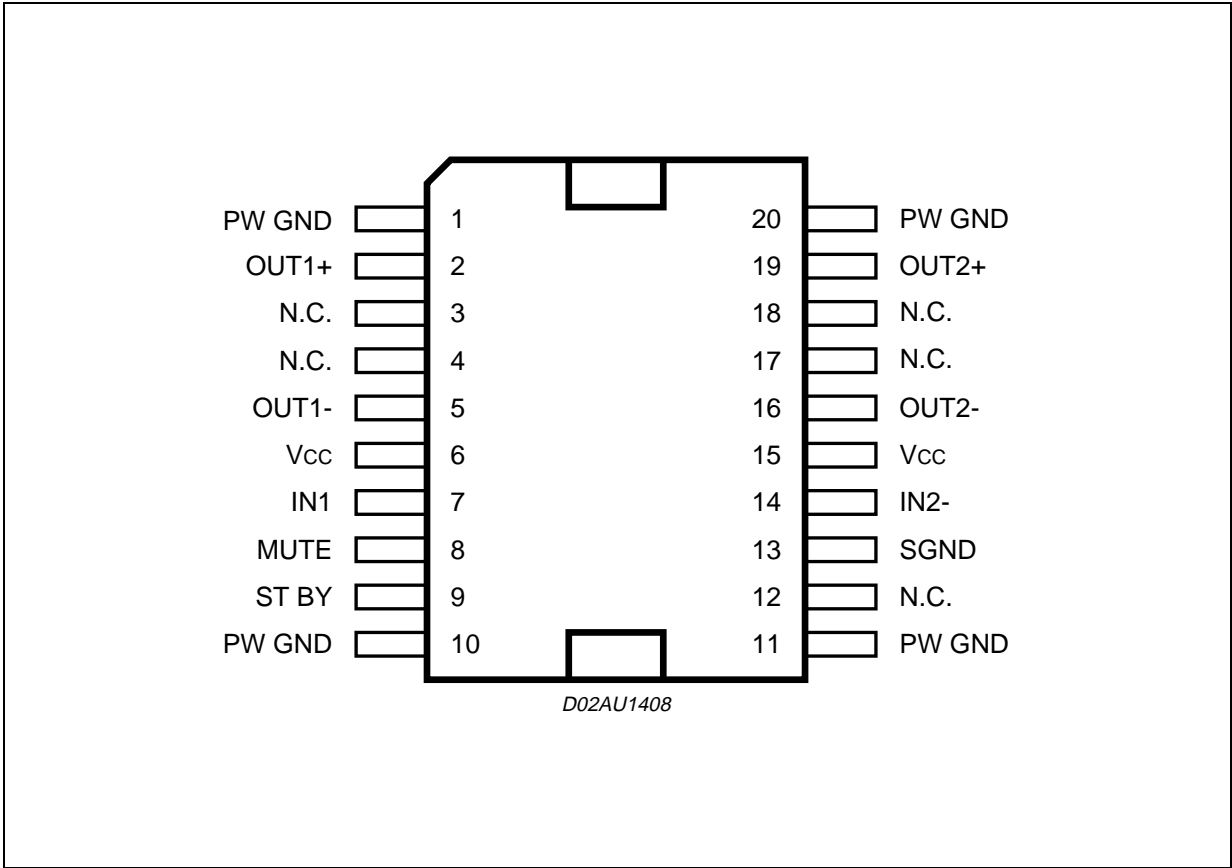 PW GND 1 20 PW GND
OUT1+ 2 19 OUT2+
N.C. 3 18 N.C.
N.C. 4 17 N.C.
OUT1- 5 16 OUT2-
Vcc 6 15 Vcc
IN1 7 14 IN2-
MUTE 8 13 SGND
ST BY 9 12 N.C.
PW GND 10 11 PW GND
D02AU1408